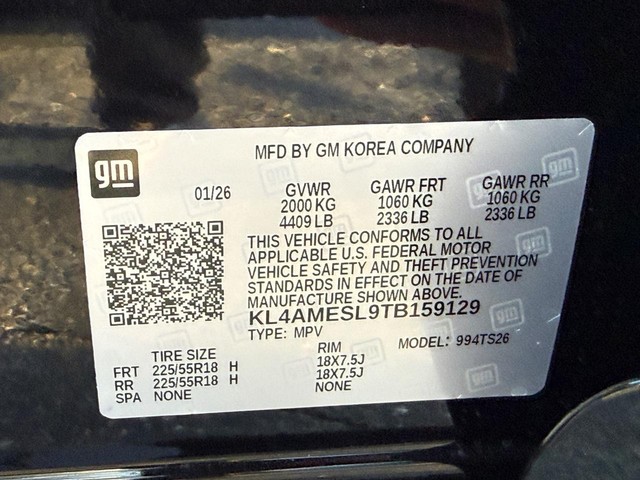 gm
MFD BY GM KOREA COMPANY
01/26
GVWR GAWR FRT GAWR RR
2000 KG 1060 KG 1060 KG
4409 LB 2336 LB 2336 LB
THIS VEHICLE CONFORMS TO ALL
APPLICABLE U.S. FEDERAL MOTOR
VEHICLE SAFETY AND THEFT PREVENTION
STANDARDS IN EFFECT ON THE DATE OF
MANUFACTURE SHOWN ABOVE.
KL4AMESL9TB159129
TYPE: MPV MODEL: 994TS26
TIRE SIZE RIM
FRT 225/55R18 H 18X7.5J
RR 225/55R18 H 18X7.5J
SPA NONE NONE